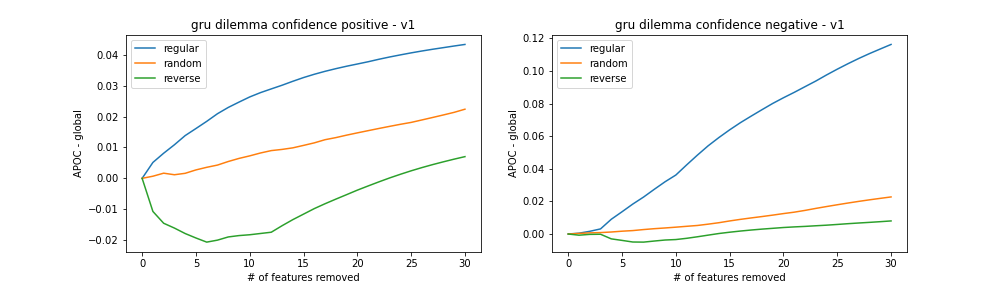 gru dilemma confidence positive - v1
regular
random
reverse
APOC - global
0.04
0.03
0.02
0.01
0.00
−0.01
−0.02
0
5
10
15
20
25
30
# of features removed
gru dilemma confidence negative - v1
regular
random
reverse
APOC - global
0.12
0.10
0.08
0.06
0.04
0.02
0.00
0
5
10
15
20
25
30
# of features removed